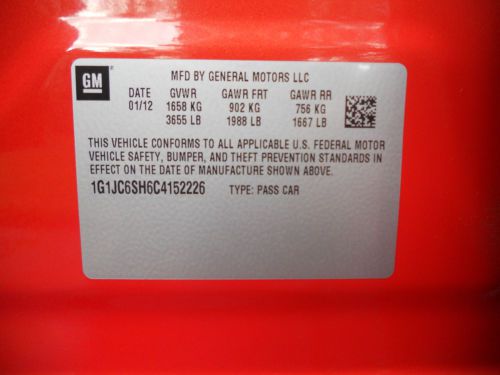 GM
MFD BY GENERAL MOTORS LLC
DATE GVWR GAWR FRT GAWR RR
01/12 1658 KG 902 KG 756 KG
3655 LB 1988 LB 1667 LB
THIS VEHICLE CONFORMS TO ALL APPLICABLE U.S. FEDERAL MOTOR
VEHICLE SAFETY, BUMPER, AND THEFT PREVENTION STANDARDS IN
EFFECT ON THE DATE OF MANUFACTURE SHOWN ABOVE.
1G1JC6SH6C4152226 TYPE: PASS CAR